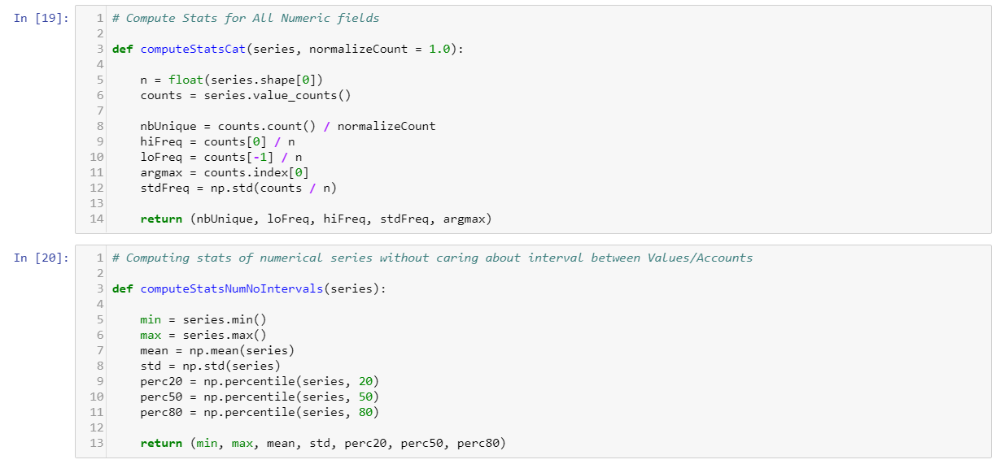 In [19]:
1 # Compute Stats for All Numeric fields
2
3 def computeStatsCat(series, normalizeCount = 1.0):
4
5     n = float(series.shape[0])
6     counts = series.value_counts()
7
8     nbUnique = counts.count() / normalizeCount
9     hiFreq = counts[0] / n
10     loFreq = counts[-1] / n
11     argmax = counts.index[0]
12     stdFreq = np.std(counts / n)
13
14     return (nbUnique, loFreq, hiFreq, stdFreq, argmax)
In [20]:
1 # Computing stats of numerical series without caring about interval between Values/Accounts
2
3 def computeStatsNumNoIntervals(series):
4
5     min = series.min()
6     max = series.max()
7     mean = np.mean(series)
8     std = np.std(series)
9     perc20 = np.percentile(series, 20)
10     perc50 = np.percentile(series, 50)
11     perc80 = np.percentile(series, 80)
12
13     return (min, max, mean, std, perc20, perc50, perc80)